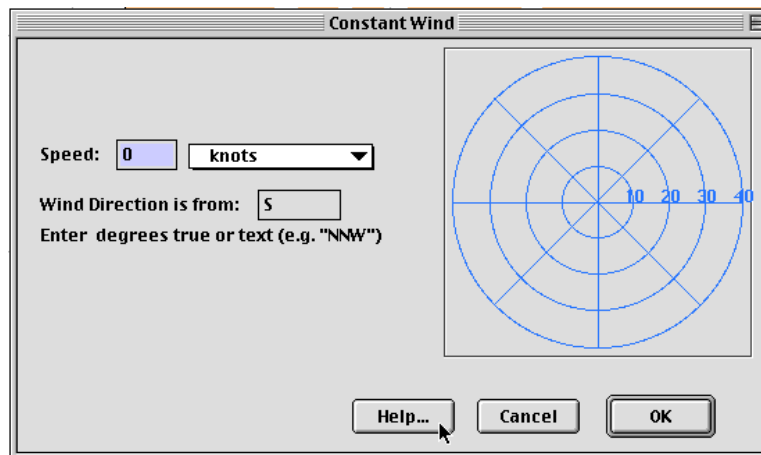 Constant Wind
Speed: 0 knots
10 20 30 40
Wind Direction is from: S
Enter degrees true or text (e.g. "NNW")
Help... Cancel OK